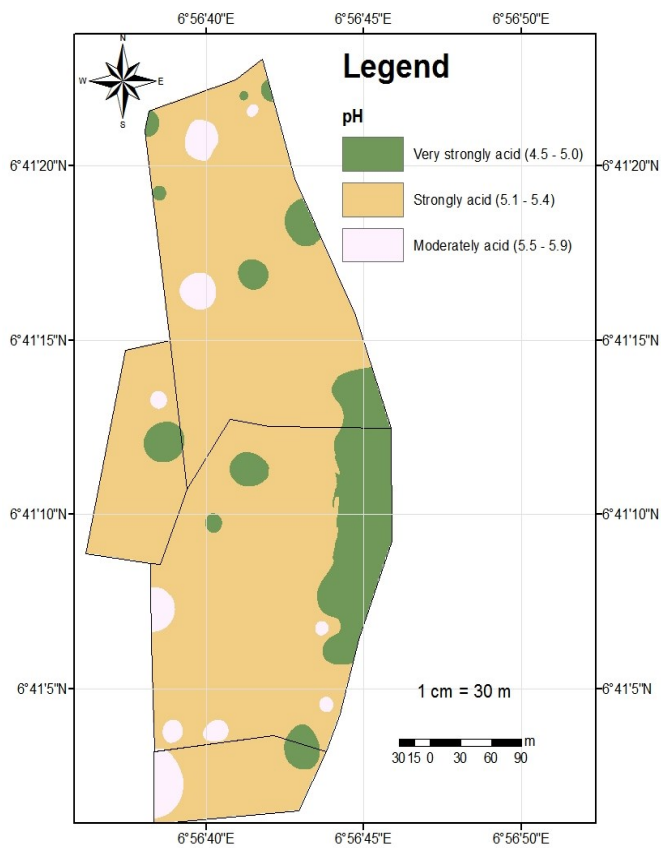 6°56'40"E 6°56'45"E 6°56'50"E
N
W E
S
Legend
pH
Very strongly acid (4.5 - 5.0)
Strongly acid (5.1 - 5.4)
Moderately acid (5.5 - 5.9)
6°41'20"N 6°41'20"N
6°41'15"N 6°41'15"N
6°41'10"N 6°41'10"N
6°41'5"N 6°41'5"N
1 cm = 30 m
m
30 15 0 30 60 90
6°56'40"E 6°56'45"E 6°56'50"E